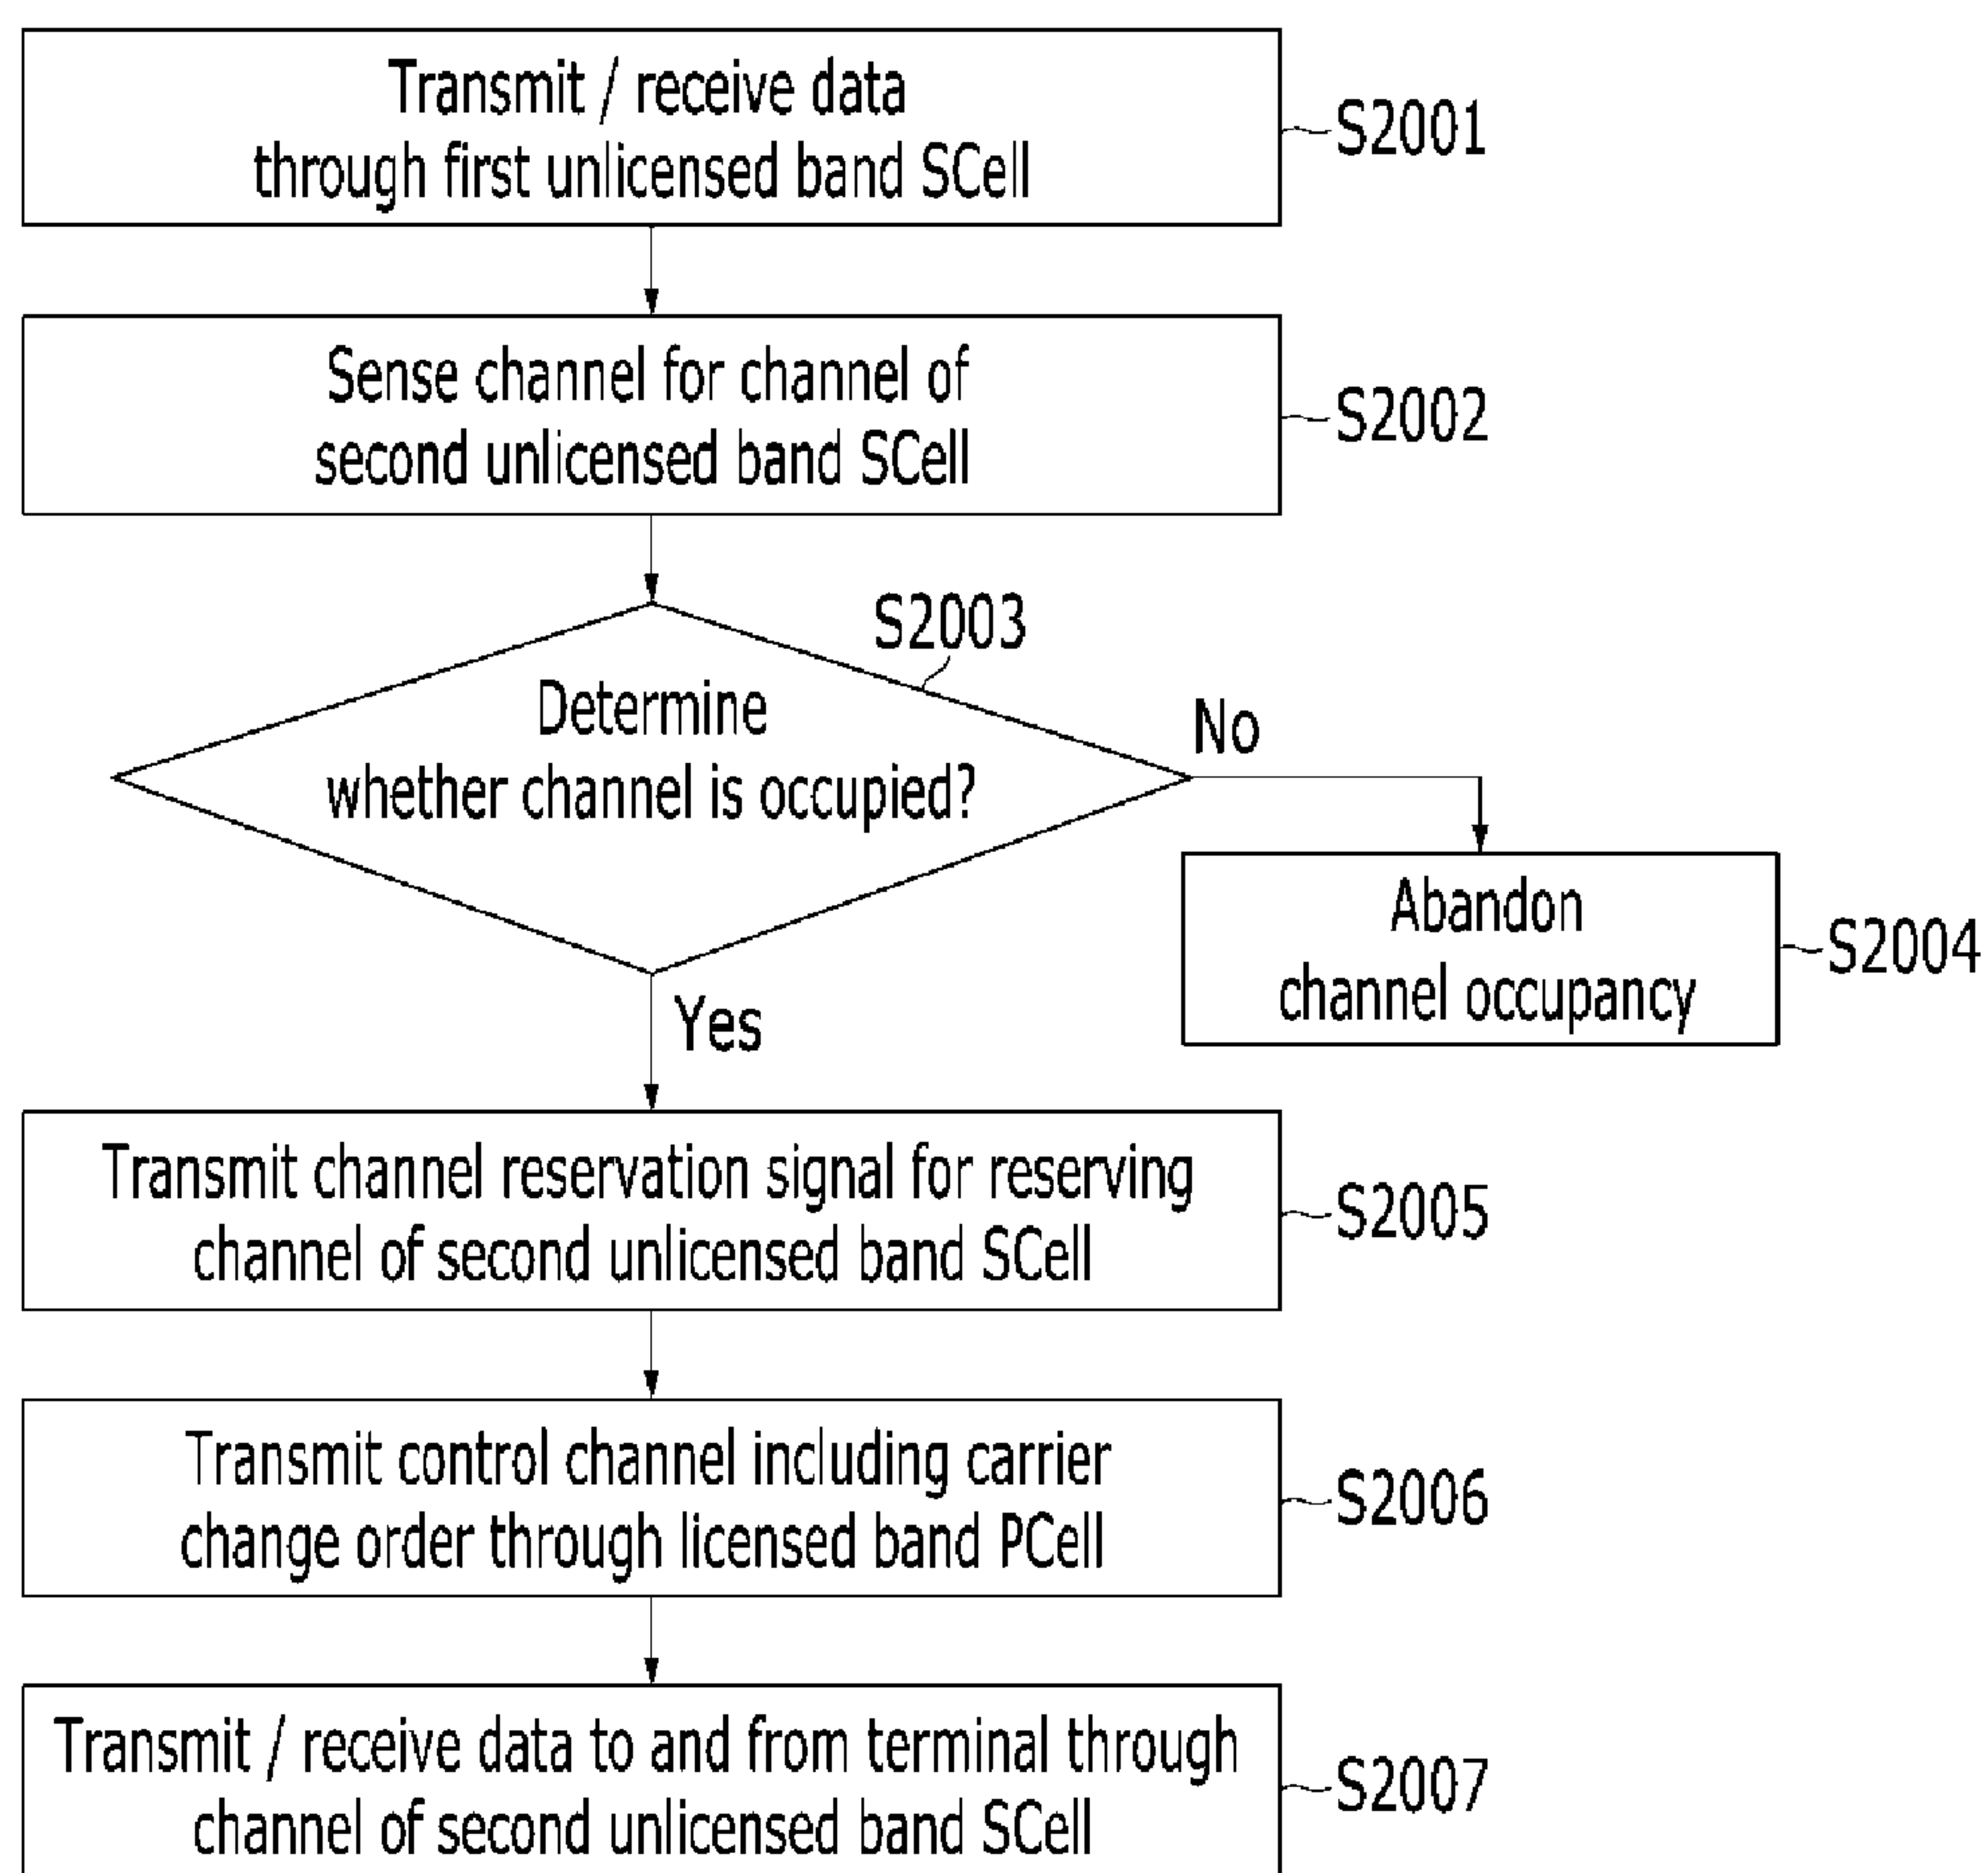 Transmit / receive data
through first unlicensed band SCell
S2001
Sense channel for channel of
second unlicensed band SCell
S2002
S2003
Determine
whether channel is occupied?
No
Abandon
channel occupancy
S2004
Yes
Transmit channel reservation signal for reserving
channel of second unlicensed band SCell
S2005
Transmit control channel including carrier
change order through licensed band PCell
S2006
Transmit / receive data to and from terminal through
channel of second unlicensed band SCell
S2007